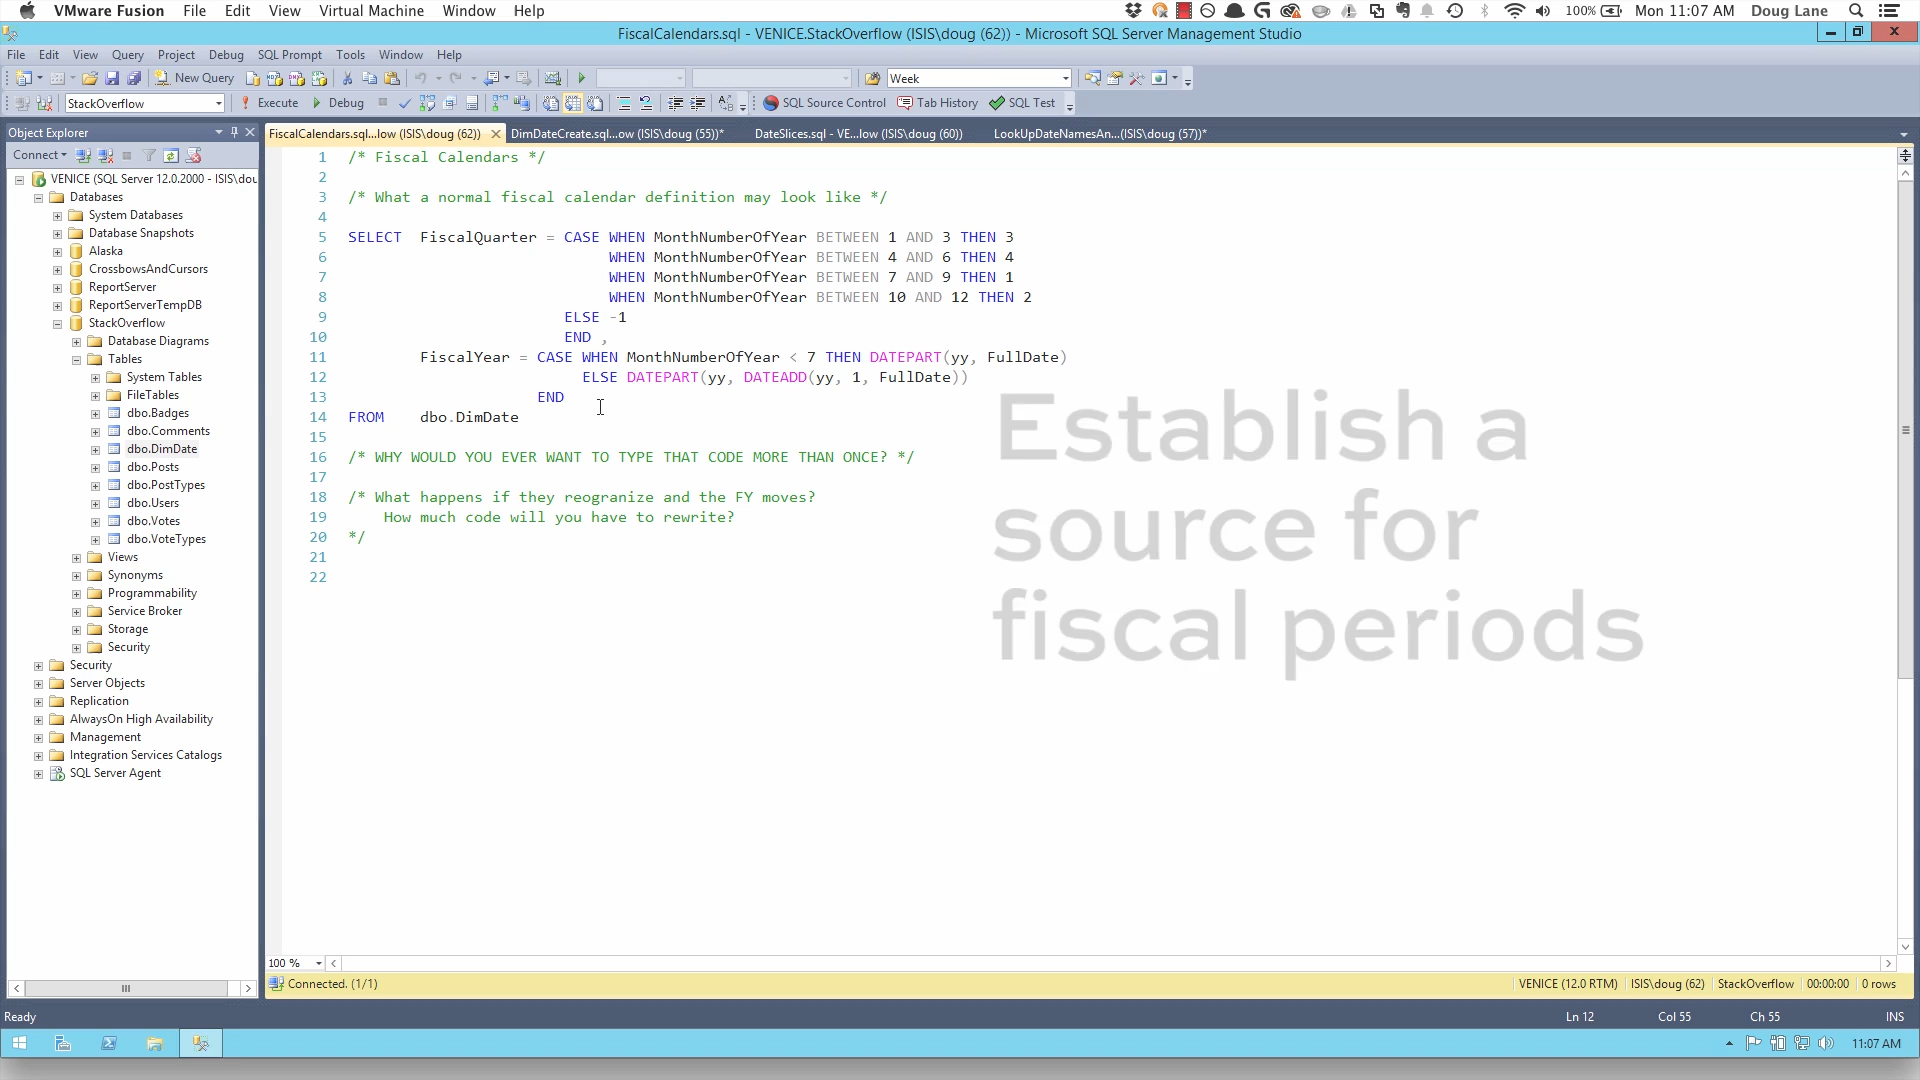 VMware Fusion File Edit View Virtual Machine Window Help 100% Mon 11:07 AM Doug Lane
FiscalCalendars.sql - VENICE.StackOverflow (ISIS\doug (62)) - Microsoft SQL Server Management Studio
File Edit View Query Project Debug SQL Prompt Tools Window Help
New Query Week
StackOverflow Execute Debug SQL Source Control Tab History SQL Test
Object Explorer
FiscalCalendars.sql...low (ISIS\doug (62)) DimDateCreate.sql...ow (ISIS\doug (55))* DateSlices.sql - VE...low (ISIS\doug (60)) LookUpDateNamesAn...(ISIS\doug (57))*
Connect
VENICE (SQL Server 12.0.2000 - ISIS\dou
Databases
System Databases
Database Snapshots
Alaska
CrossbowsAndCursors
ReportServer
ReportServerTempDB
StackOverflow
Database Diagrams
Tables
System Tables
FileTables
dbo.Badges
dbo.Comments
dbo.DimDate
dbo.Posts
dbo.PostTypes
dbo.Users
dbo.Votes
dbo.VoteTypes
Views
Synonyms
Programmability
Service Broker
Storage
Security
Security
Server Objects
Replication
AlwaysOn High Availability
Management
Integration Services Catalogs
SQL Server Agent
1 /* Fiscal Calendars */
2
3 /* What a normal fiscal calendar definition may look like */
4
5 SELECT FiscalQuarter = CASE WHEN MonthNumberOfYear BETWEEN 1 AND 3 THEN 3
6 WHEN MonthNumberOfYear BETWEEN 4 AND 6 THEN 4
7 WHEN MonthNumberOfYear BETWEEN 7 AND 9 THEN 1
8 WHEN MonthNumberOfYear BETWEEN 10 AND 12 THEN 2
9 ELSE -1
10 END ,
11 FiscalYear = CASE WHEN MonthNumberOfYear < 7 THEN DATEPART(yy, FullDate)
12 ELSE DATEPART(yy, DATEADD(yy, 1, FullDate))
13 END
14 FROM dbo.DimDate
15
16 /* WHY WOULD YOU EVER WANT TO TYPE THAT CODE MORE THAN ONCE? */
17
18 /* What happens if they reogranize and the FY moves?
19 How much code will you have to rewrite?
20 */
21
22
Establish a
source for
fiscal periods
100 %
Connected. (1/1) VENICE (12.0 RTM) ISIS\doug (62) StackOverflow 00:00:00 0 rows
Ready Ln 12 Col 55 Ch 55 INS
11:07 AM